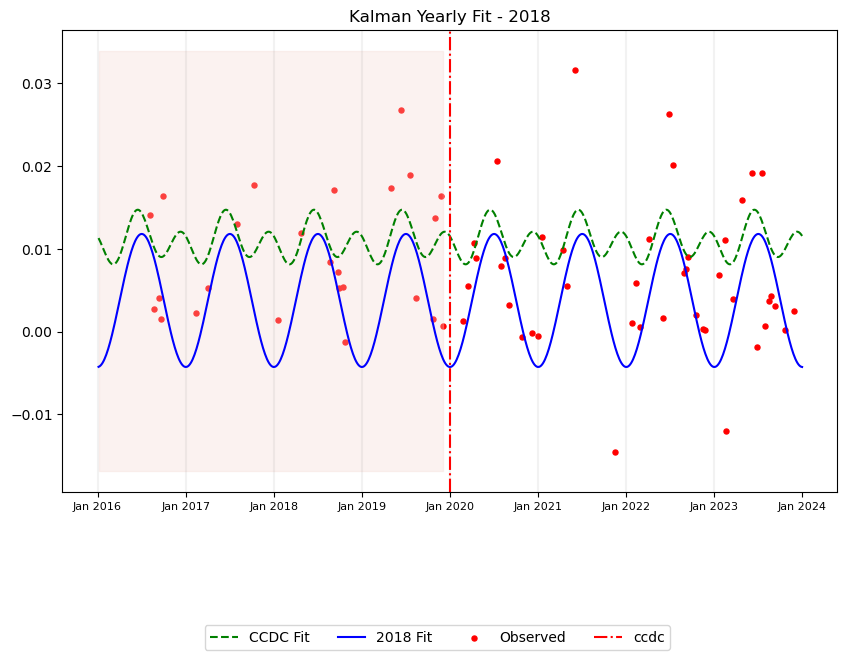 Kalman Yearly Fit - 2018
0.03
0.02
0.01
0.00
−0.01
Jan 2016 Jan 2017 Jan 2018 Jan 2019 Jan 2020 Jan 2021 Jan 2022 Jan 2023 Jan 2024
CCDC Fit 2018 Fit Observed ccdc